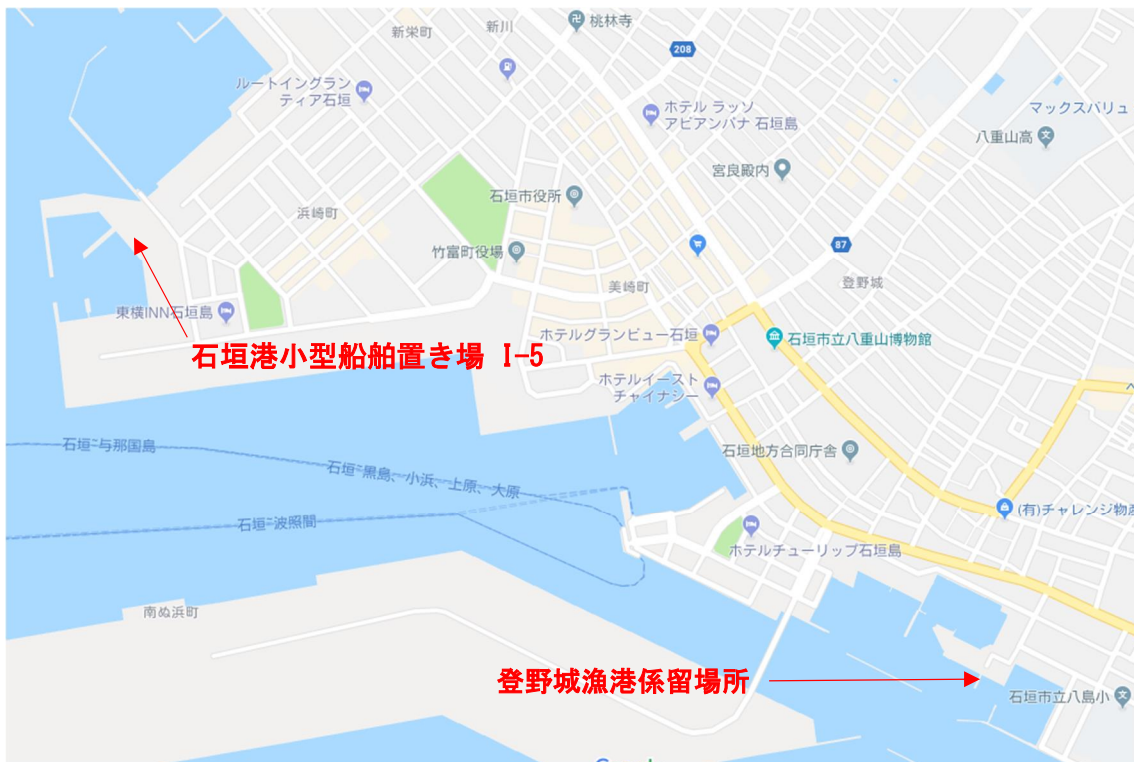 新栄町
新川
桃林寺
208
ルートイングラン
ティア石垣
ホテル ラッソ
アビアンパナ 石垣島
マックスバリュ
八重山高
文
宮良殿内
石垣市役所
浜崎町
竹富町役場
87
登野城
美崎町
東横INN石垣島
ホテルグランビュー石垣
石垣市立八重山博物館
石垣港小型船舶置き場 I-5
ホテルイースト
チャイナシー
石垣-与那国島
石垣地方合同庁舎
石垣-黒島、小浜、上原、大原
石垣-波照間
(有)チャレンジ物産
ホテルチューリップ石垣島
南ぬ浜町
登野城漁港係留場所
石垣市立八島小
文